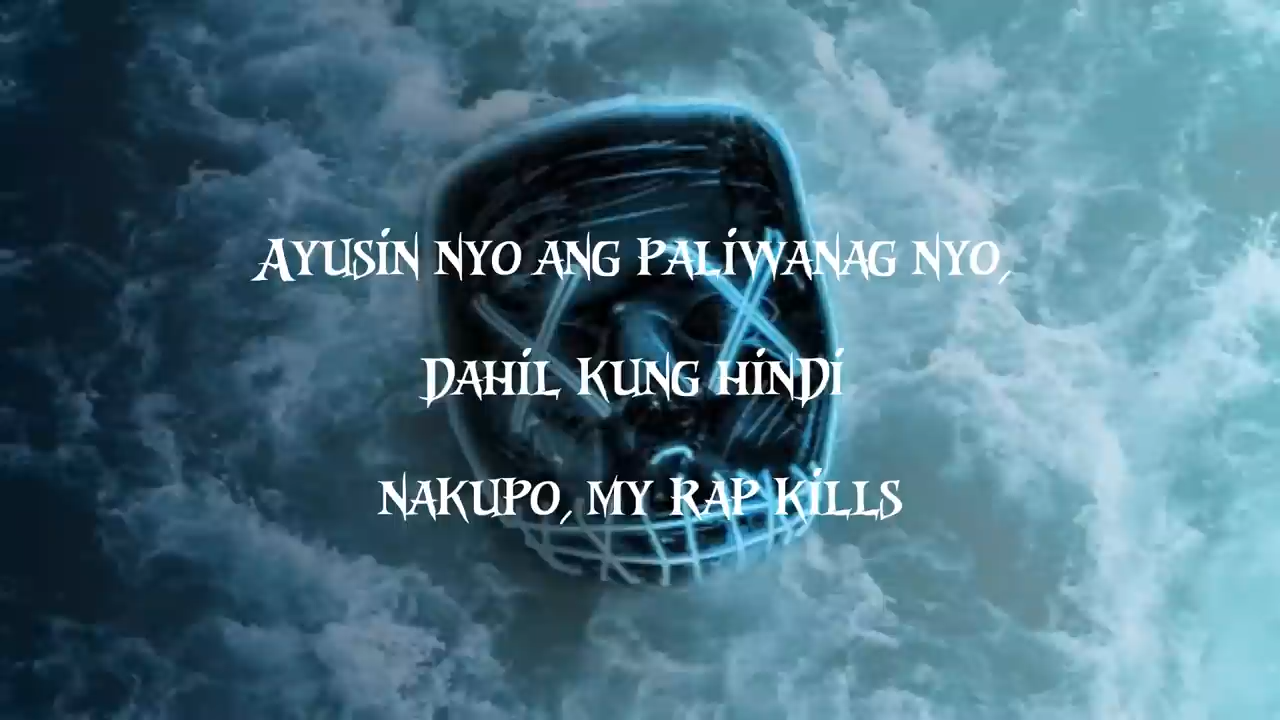 Ayusin nyo ang paliwanag nyo,
Dahil kung hindi
nakupo, my rap kills